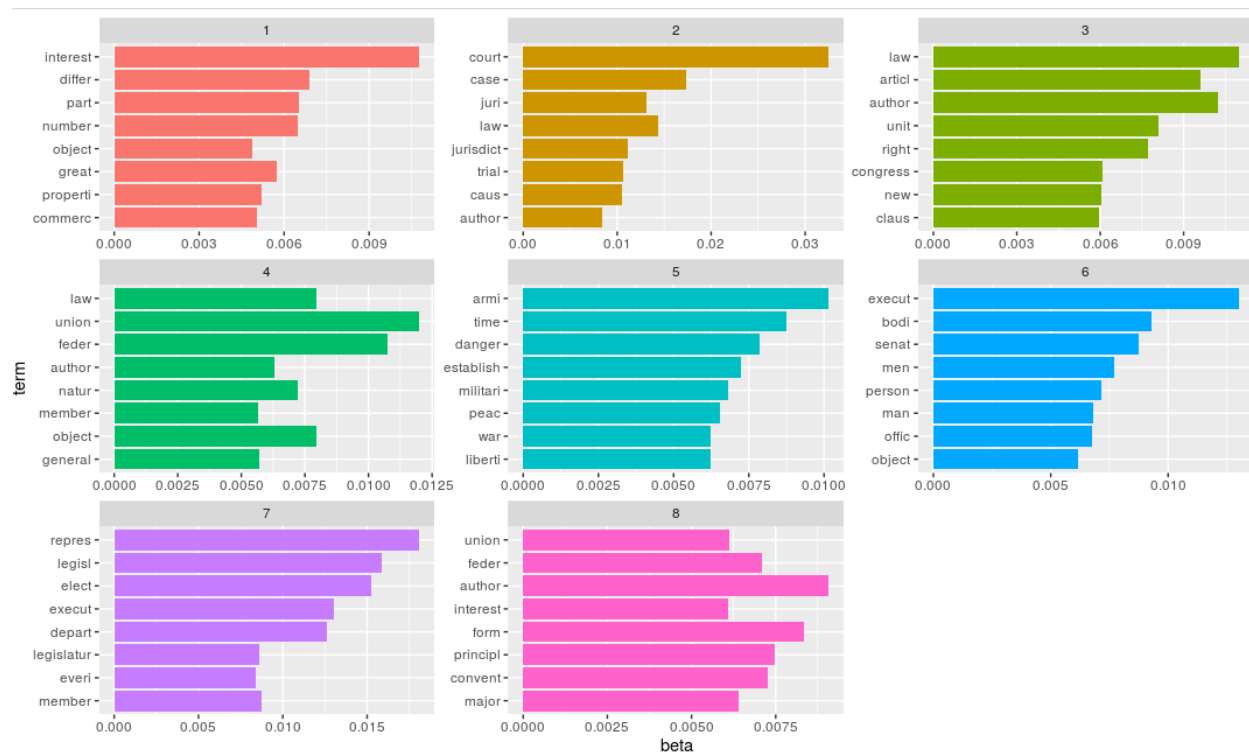 1
interest
differ
part
number
object
great
properti
commerc
0.000 0.003 0.006 0.009
2
court
case
juri
law
jurisdict
trial
caus
author
0.00 0.01 0.02 0.03
3
law
articl
author
unit
right
congress
new
claus
0.000 0.003 0.006 0.009
term
4
law
union
feder
author
natur
member
object
general
0.0000 0.0025 0.0050 0.0075 0.0100 0.0125
5
armi
time
danger
establish
militari
peac
war
liberti
0.0000 0.0025 0.0050 0.0075 0.0100
6
execut
bodi
senat
men
person
man
offic
object
0.000 0.005 0.010
7
repres
legisl
elect
execut
depart
legislatur
everi
member
0.000 0.005 0.010 0.015
8
union
feder
author
interest
form
principl
convent
major
0.0000 0.0025 0.0050 0.0075
beta